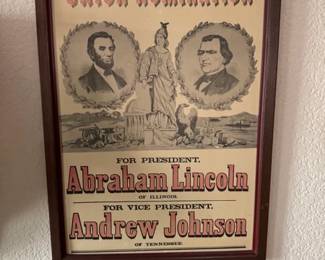 UNION NOMINATION
FOR PRESIDENT,
Abraham Lincoln
OF ILLINOIS.
FOR VICE PRESIDENT,
Andrew Johnson
OF TENNESSEE.